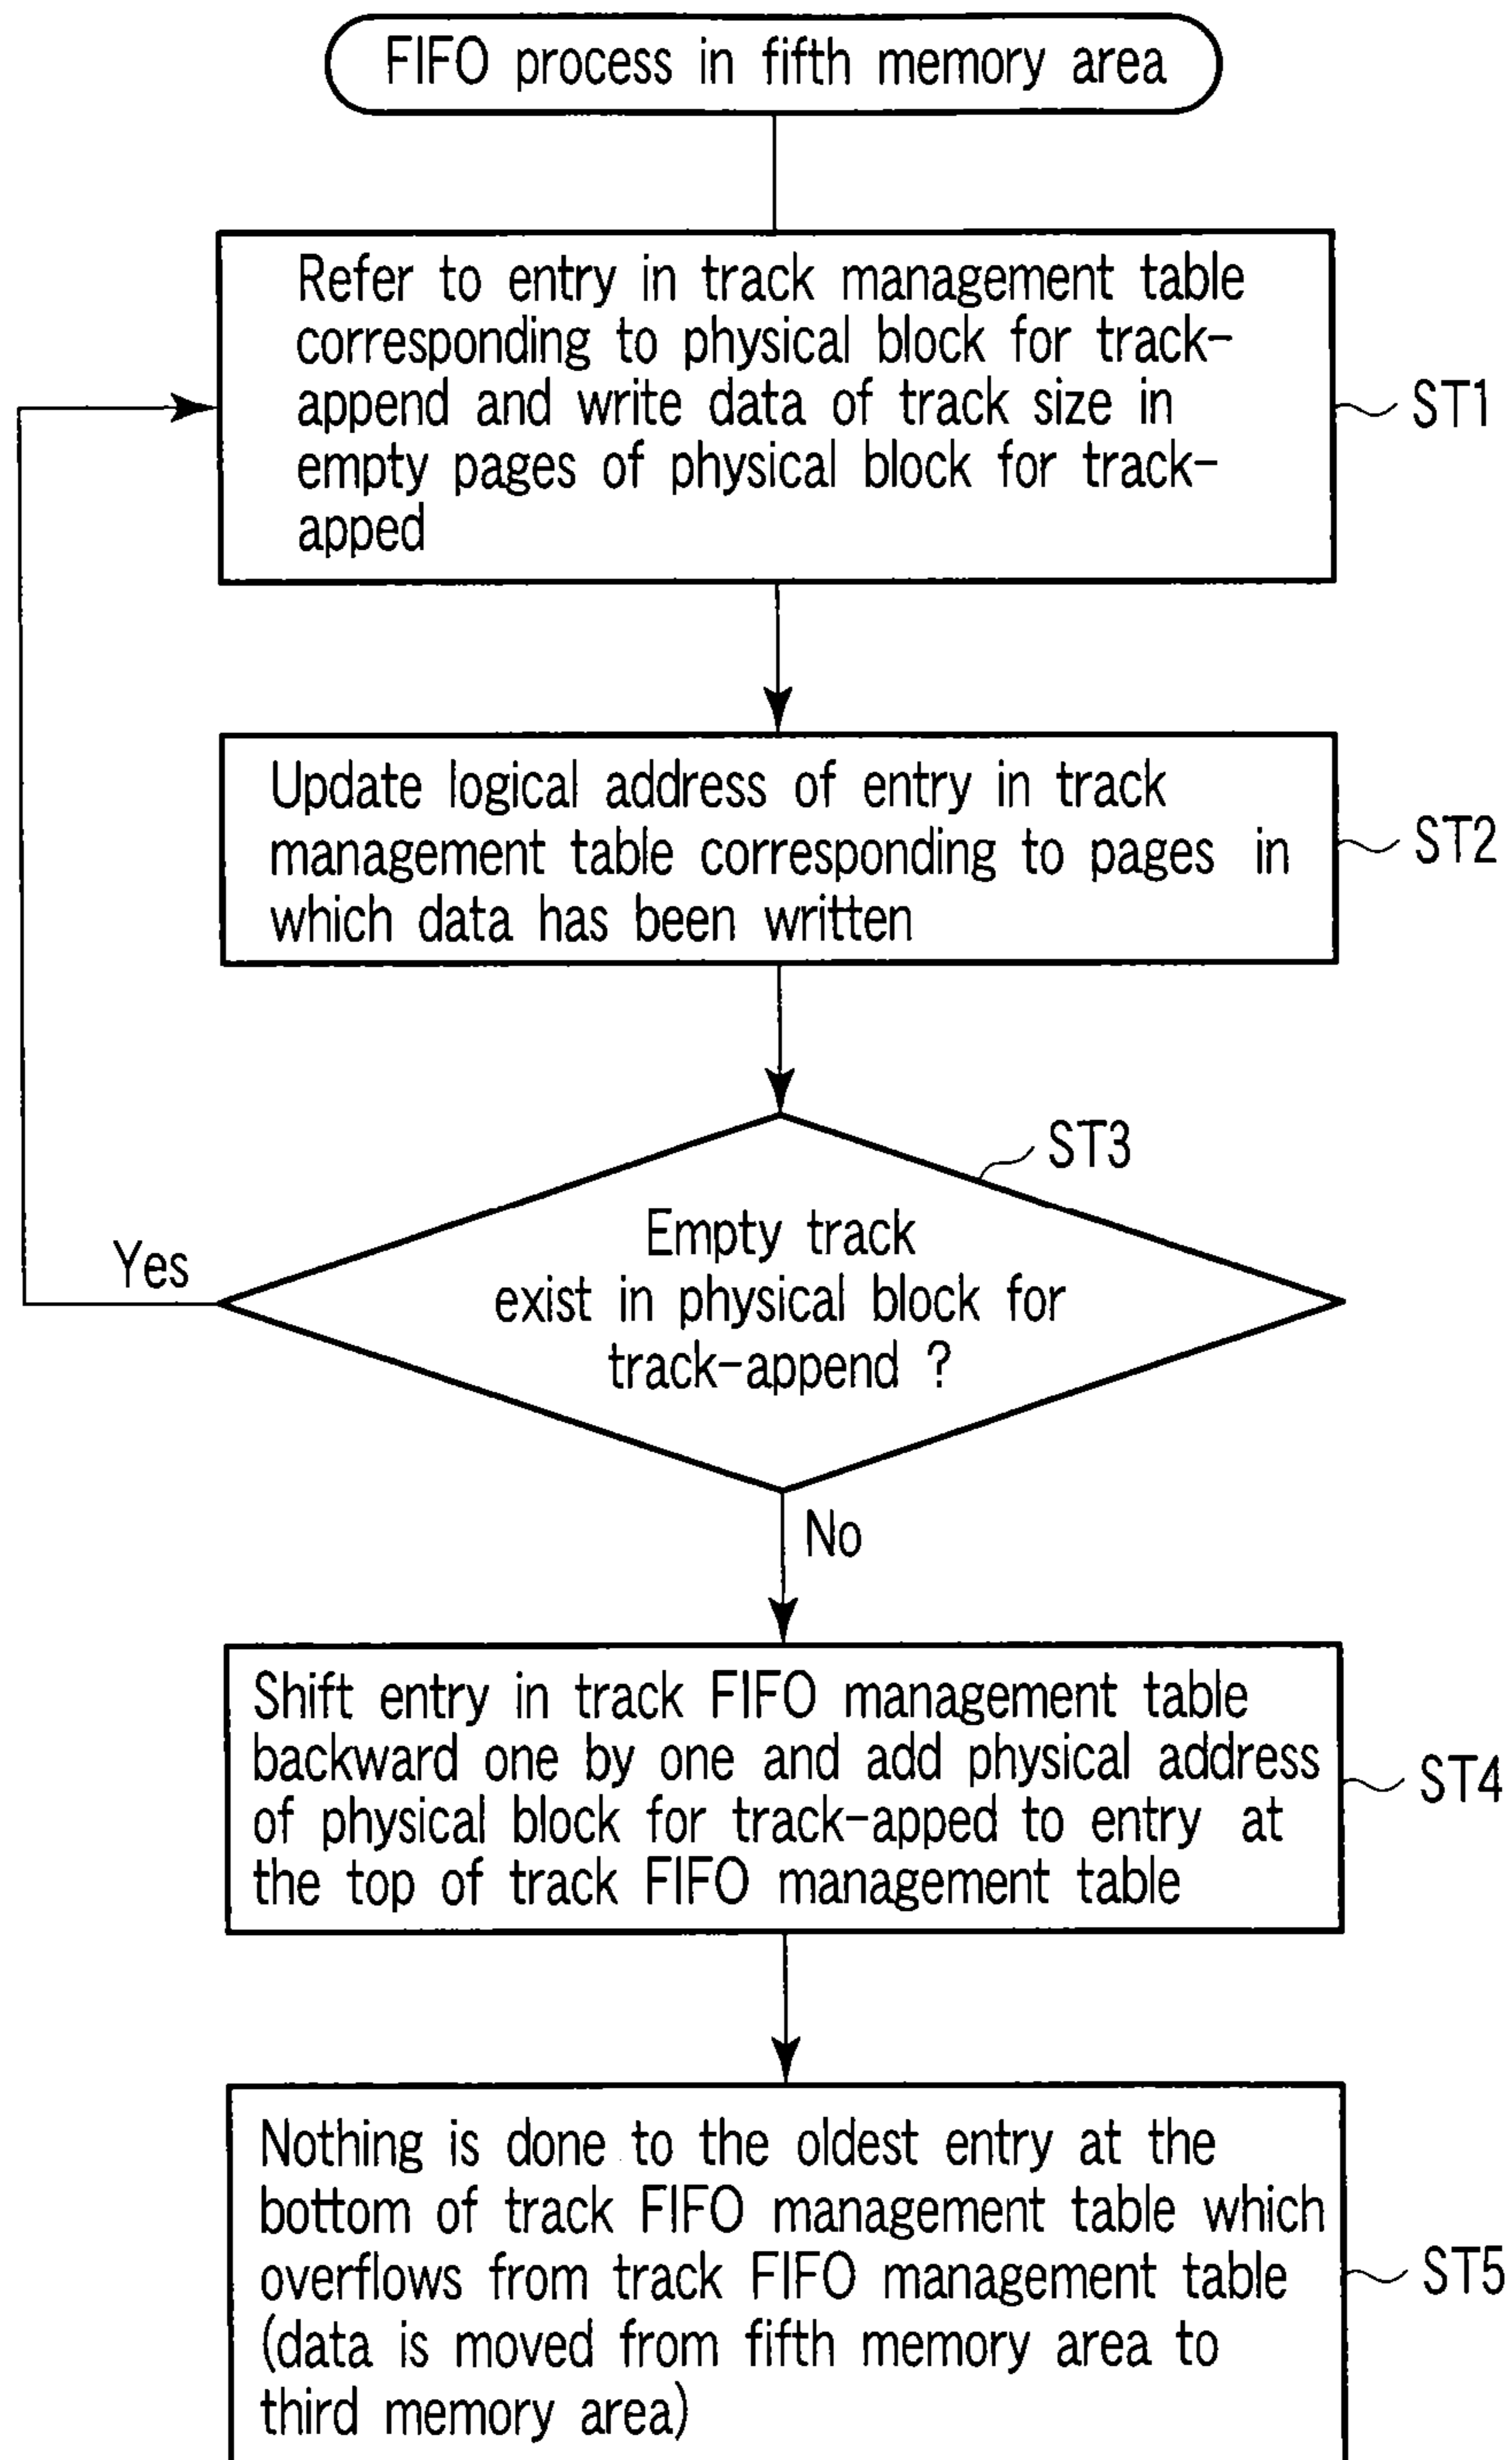 FIFO process in fifth memory area
Refer to entry in track management table
corresponding to physical block for track-
append and write data of track size in
empty pages of physical block for track-
apped
ST1
Update logical address of entry in track
management table corresponding to pages in
which data has been written
ST2
ST3
Empty track
exist in physical block for
track-append ?
Yes
No
Shift entry in track FIFO management table
backward one by one and add physical address
of physical block for track-apped to entry at
the top of track FIFO management table
ST4
Nothing is done to the oldest entry at the
bottom of track FIFO management table which
overflows from track FIFO management table
(data is moved from fifth memory area to
third memory area)
ST5